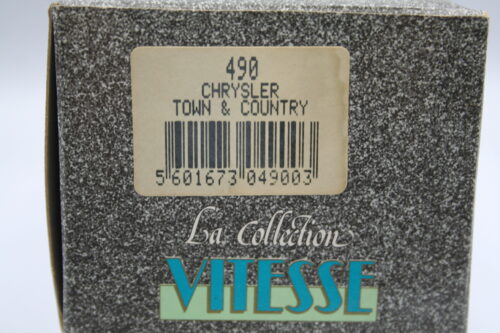 490
CHRYSLER
TOWN & COUNTRY
5 601673 049003
La Collection
VITESSE